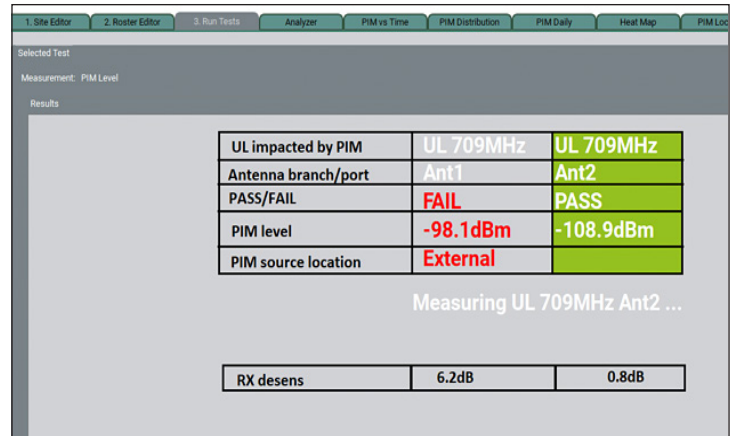 1. Site Editor 2. Roster Editor 3. Run Tests Analyzer PIM vs Time PIM Distribution PIM Daily Heat Map PIM Loc
Selected Test
Measurement: PIM Level
Results
UL impacted by PIM UL 709MHz UL 709MHz
Antenna branch/port Ant1 Ant2
PASS/FAIL FAIL PASS
PIM level -98.1dBm -108.9dBm
PIM source location External
Measuring UL 709MHz Ant2 ...
RX desens 6.2dB 0.8dB